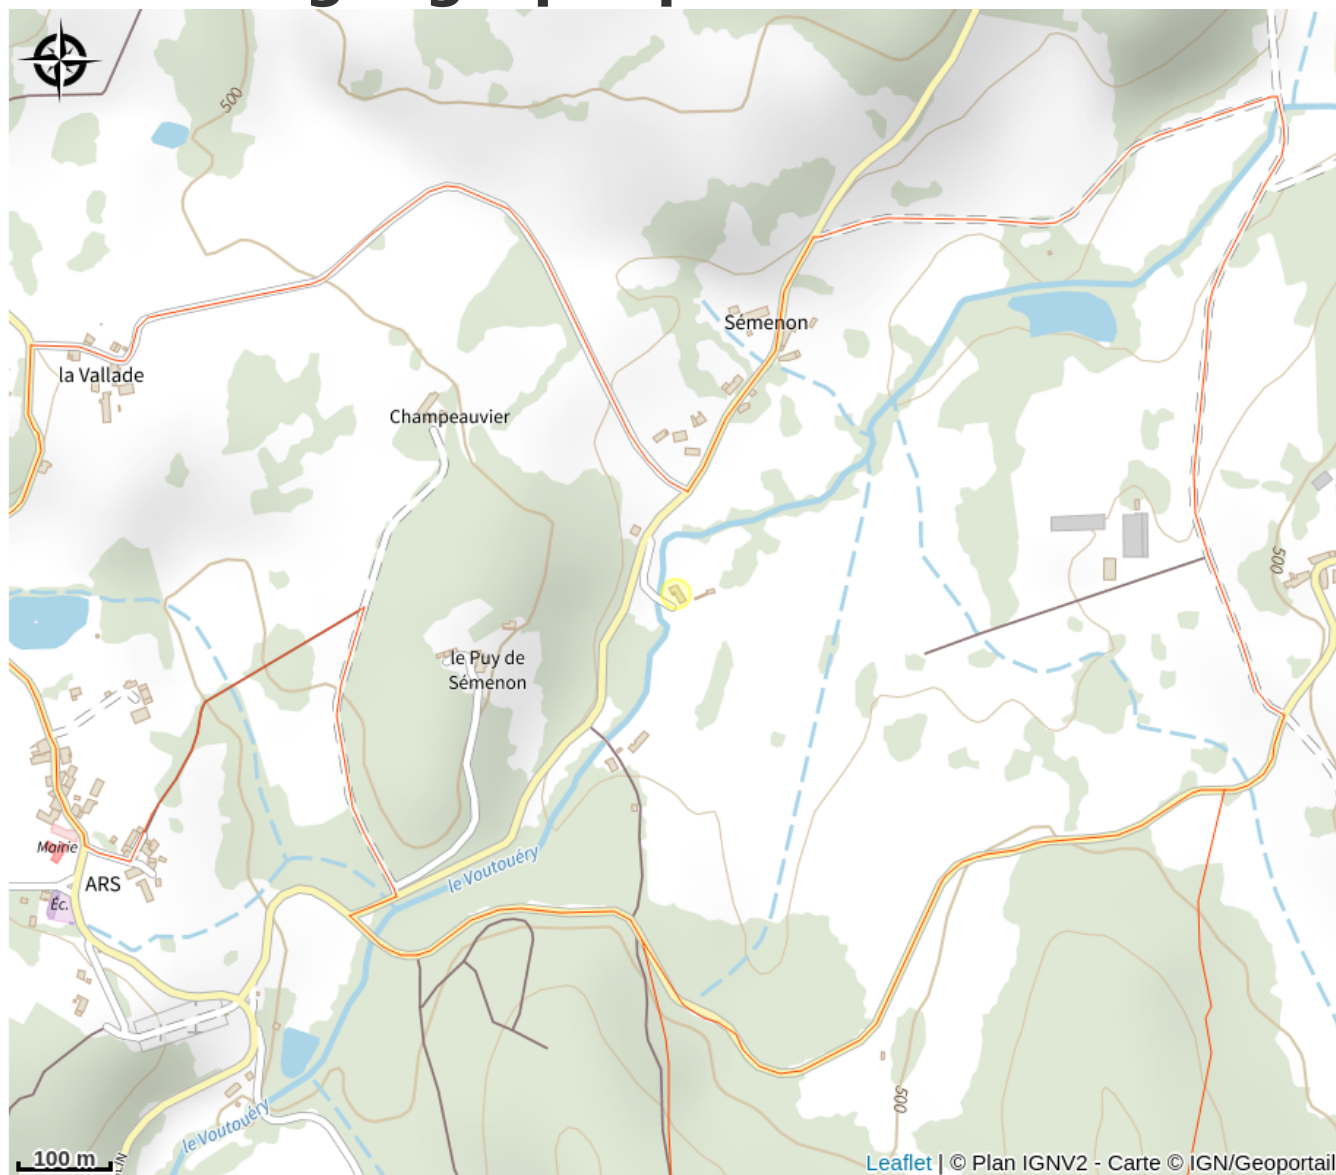 500
Sémenon
la Vallade
Champeauvier
500
le Puy de
Sémenon
Mairie
le Voutouéry
ARS
Éc.
500
le Voutouéry
100 m
Leaflet | © Plan IGNV2 - Carte © IGN/Geoportail